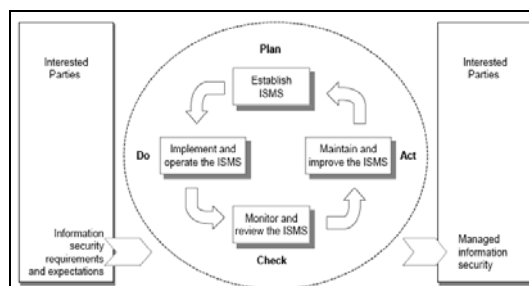 Interested
Parties
Plan
Establish
ISMS
Do
Implement and
operate the ISMS
Maintain and
improve the ISMS
Act
Monitor and
review the ISMS
Check
Information
security
requirements
and expectations
Interested
Parties
Managed
information
security